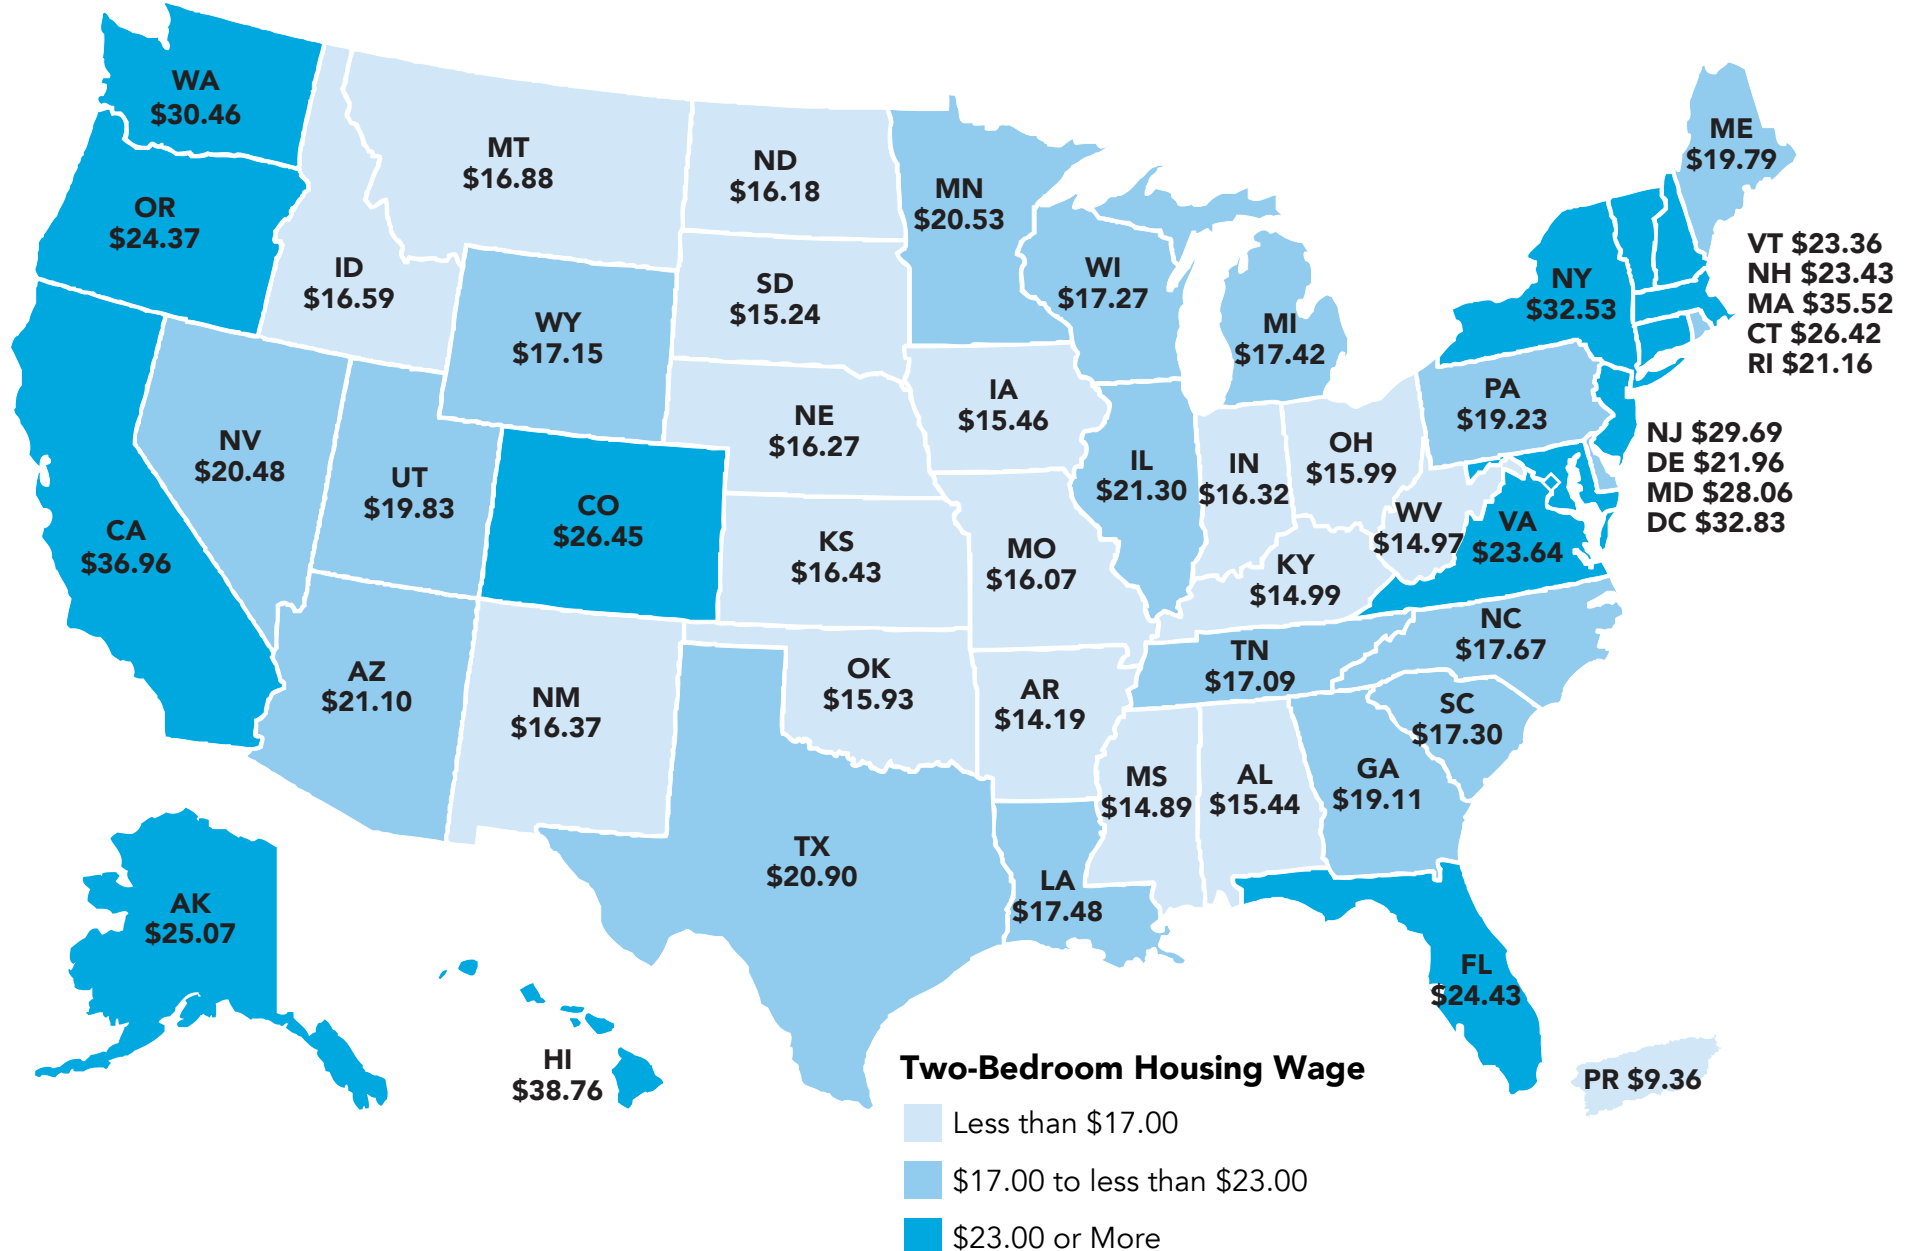 WA
$30.46
OR
$24.37
CA
$36.96
ID
$16.59
NV
$20.48
MT
$16.88
WY
$17.15
UT
$19.83
CO
$26.45
AZ
$21.10
NM
$16.37
ND
$16.18
SD
$15.24
NE
$16.27
KS
$16.43
OK
$15.93
TX
$20.90
MN
$20.53
IA
$15.46
MO
$16.07
AR
$14.19
LA
$17.48
WI
$17.27
IL
$21.30
MI
$17.42
IN
$16.32
OH
$15.99
KY
$14.99
WV
$14.97
TN
$17.09
MS
$14.89
AL
$15.44
GA
$19.11
SC
$17.30
NC
$17.67
VA
$23.64
FL
$24.43
PA
$19.23
NY
$32.53
ME
$19.79
VT $23.36
NH $23.43
MA $35.52
CT $26.42
RI $21.16
NJ $29.69
DE $21.96
MD $28.06
DC $32.83
AK
$25.07
HI
$38.76
PR $9.36
Two-Bedroom Housing Wage
Less than $17.00
$17.00 to less than $23.00
$23.00 or More